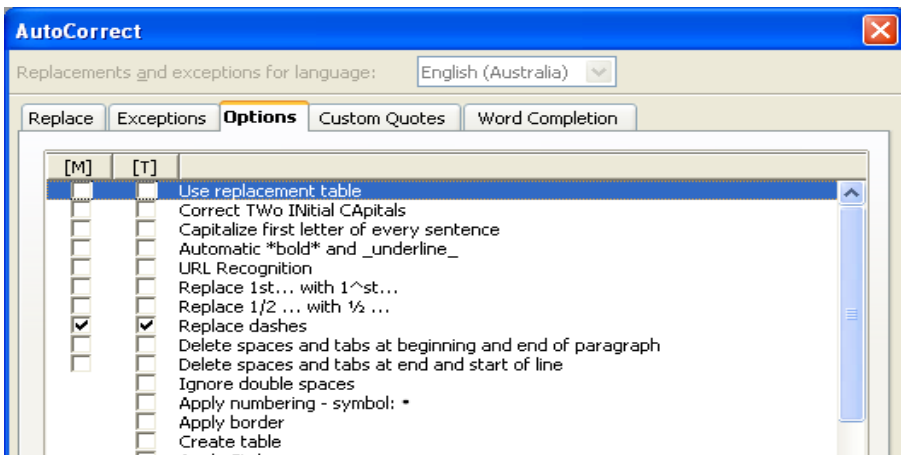 AutoCorrect
Replacements and exceptions for language: English (Australia)
Replace Exceptions Options Custom Quotes Word Completion
[M] [T]
Use replacement table
Correct TWo INitial CApitals
Capitalize first letter of every sentence
Automatic *bold* and _underline_
URL Recognition
Replace 1st... with 1^st...
Replace 1/2 ... with ½ ...
Replace dashes
Delete spaces and tabs at beginning and end of paragraph
Delete spaces and tabs at end and start of line
Ignore double spaces
Apply numbering - symbol: •
Apply border
Create table